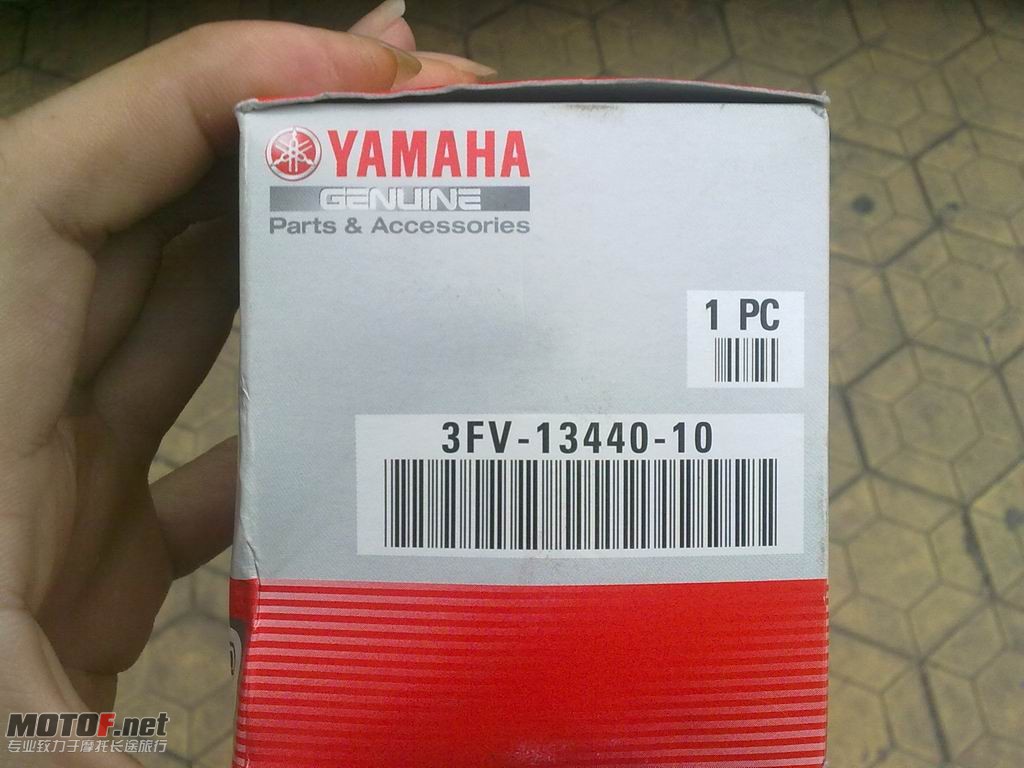 YAMAHA
GENUINE
Parts & Accessories
1 PC
3FV-13440-10
MOTOF.net
专业致力于摩托长途旅行